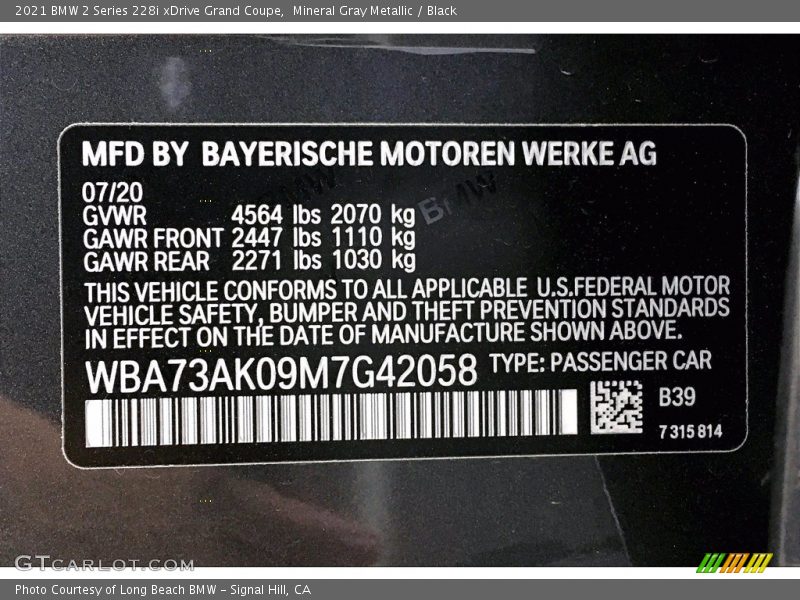 2021 BMW 2 Series 228i xDrive Grand Coupe,  Mineral Gray Metallic / Black
MFD BY BAYERISCHE MOTOREN WERKE AG
07/20
GVWR 4564 lbs 2070 kg
GAWR FRONT 2447 lbs 1110 kg
GAWR REAR 2271 lbs 1030 kg
THIS VEHICLE CONFORMS TO ALL APPLICABLE U.S.FEDERAL MOTOR
VEHICLE SAFETY, BUMPER AND THEFT PREVENTION STANDARDS
IN EFFECT ON THE DATE OF MANUFACTURE SHOWN ABOVE.
WBA73AK09M7G42058 TYPE: PASSENGER CAR
B39
7 315 814
GTCARLOT.COM
Photo Courtesy of Long Beach BMW - Signal Hill, CA